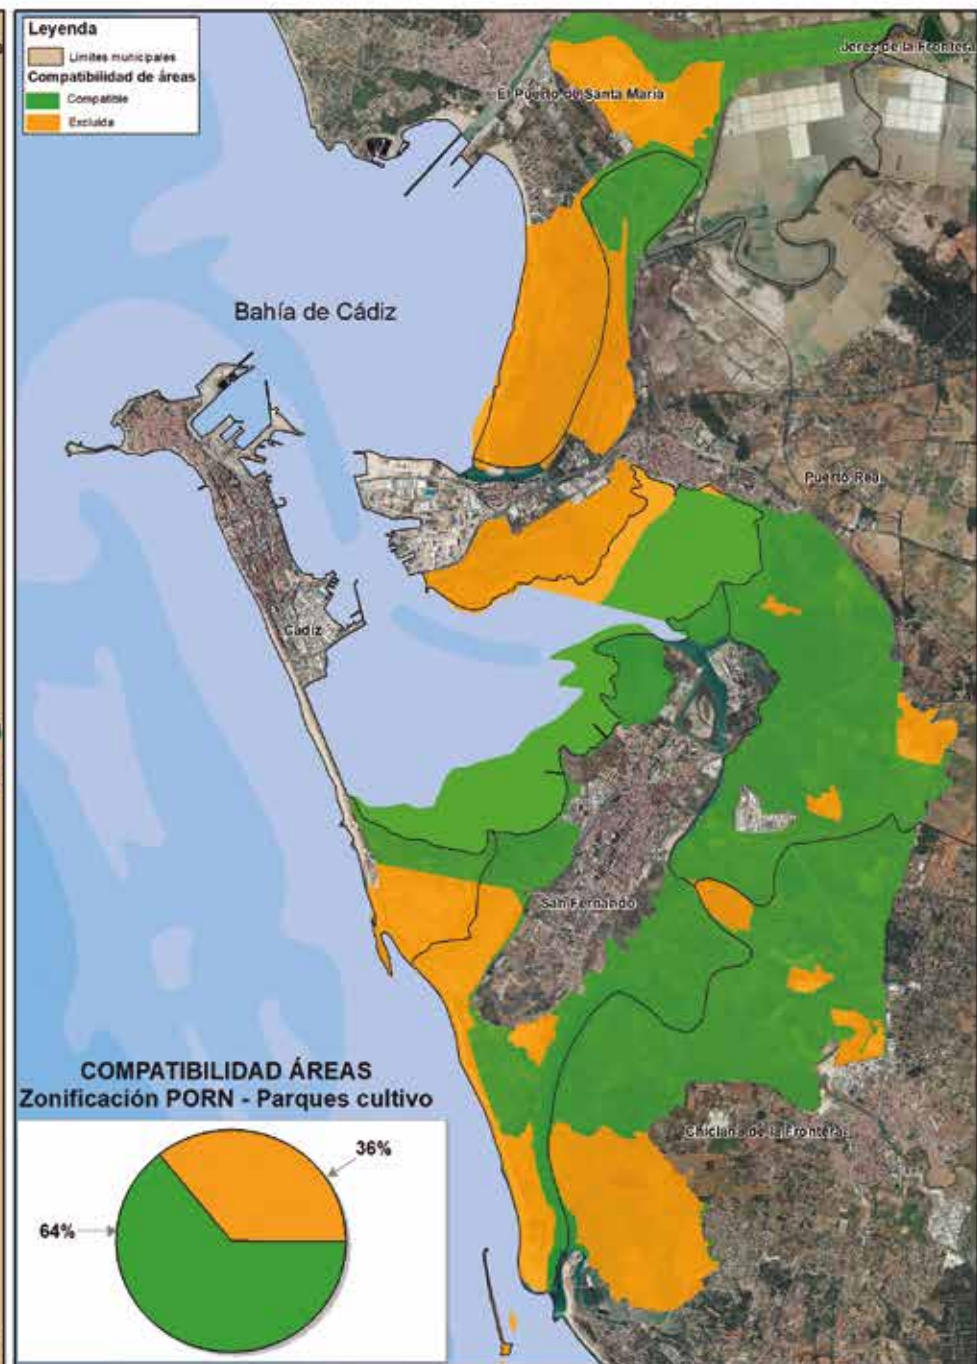 Leyenda
Límites municipales
Compatibilidad de áreas
Compatible
Excluida
Jerez de la Frontera
El Puerto de Santa María
Bahía de Cádiz
Puerto Real
Cádiz
San Fernando
Chiclana de la Frontera
COMPATIBILIDAD ÁREAS
Zonificación PORN - Parques cultivo
36%
64%